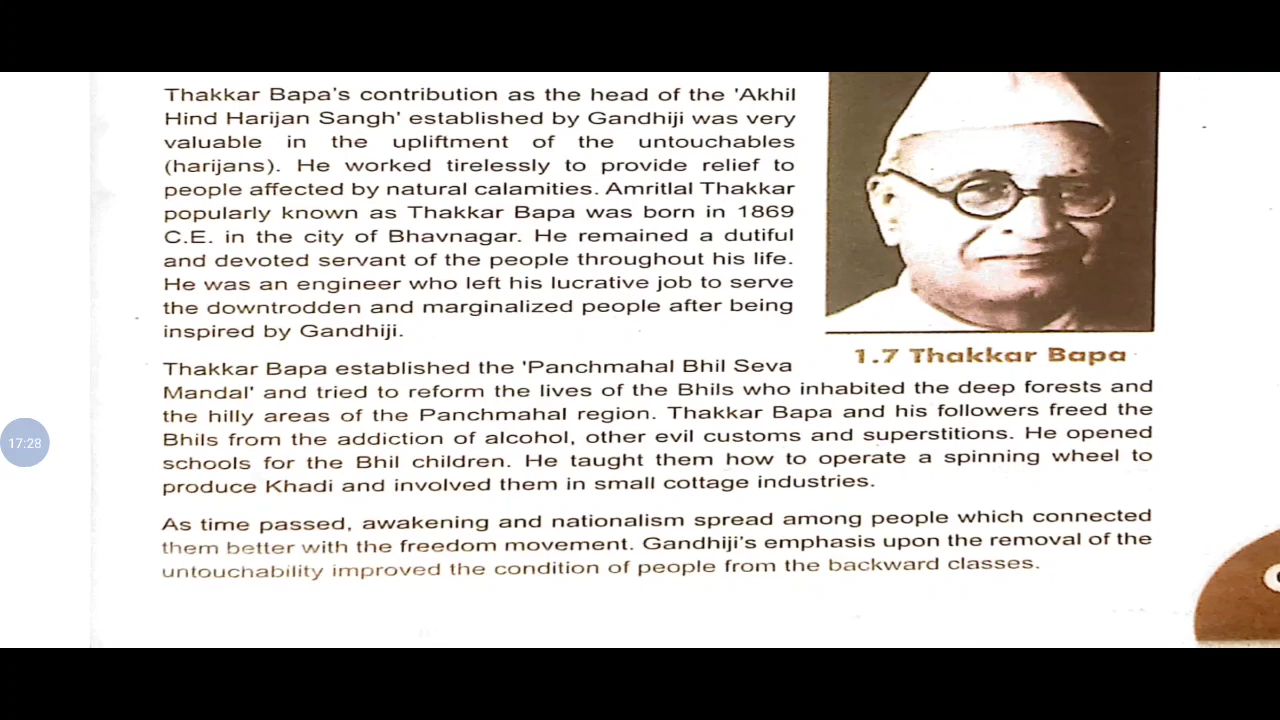 Thakkar Bapa's contribution as the head of the 'Akhil
Hind Harijan Sangh' established by Gandhiji was very
valuable in the upliftment of the untouchables
(harijans). He worked tirelessly to provide relief to
people affected by natural calamities. Amritlal Thakkar
popularly known as Thakkar Bapa was born in 1869
C.E. in the city of Bhavnagar. He remained a dutiful
and devoted servant of the people throughout his life.
He was an engineer who left his lucrative job to serve
the downtrodden and marginalized people after being
inspired by Gandhiji.
1.7 Thakkar Bapa
Thakkar Bapa established the 'Panchmahal Bhil Seva
Mandal' and tried to reform the lives of the Bhils who inhabited the deep forests and
the hilly areas of the Panchmahal region. Thakkar Bapa and his followers freed the
Bhils from the addiction of alcohol, other evil customs and superstitions. He opened
schools for the Bhil children. He taught them how to operate a spinning wheel to
produce Khadi and involved them in small cottage industries.
As time passed, awakening and nationalism spread among people which connected
them better with the freedom movement. Gandhiji's emphasis upon the removal of the
untouchability improved the condition of people from the backward classes.
17:28